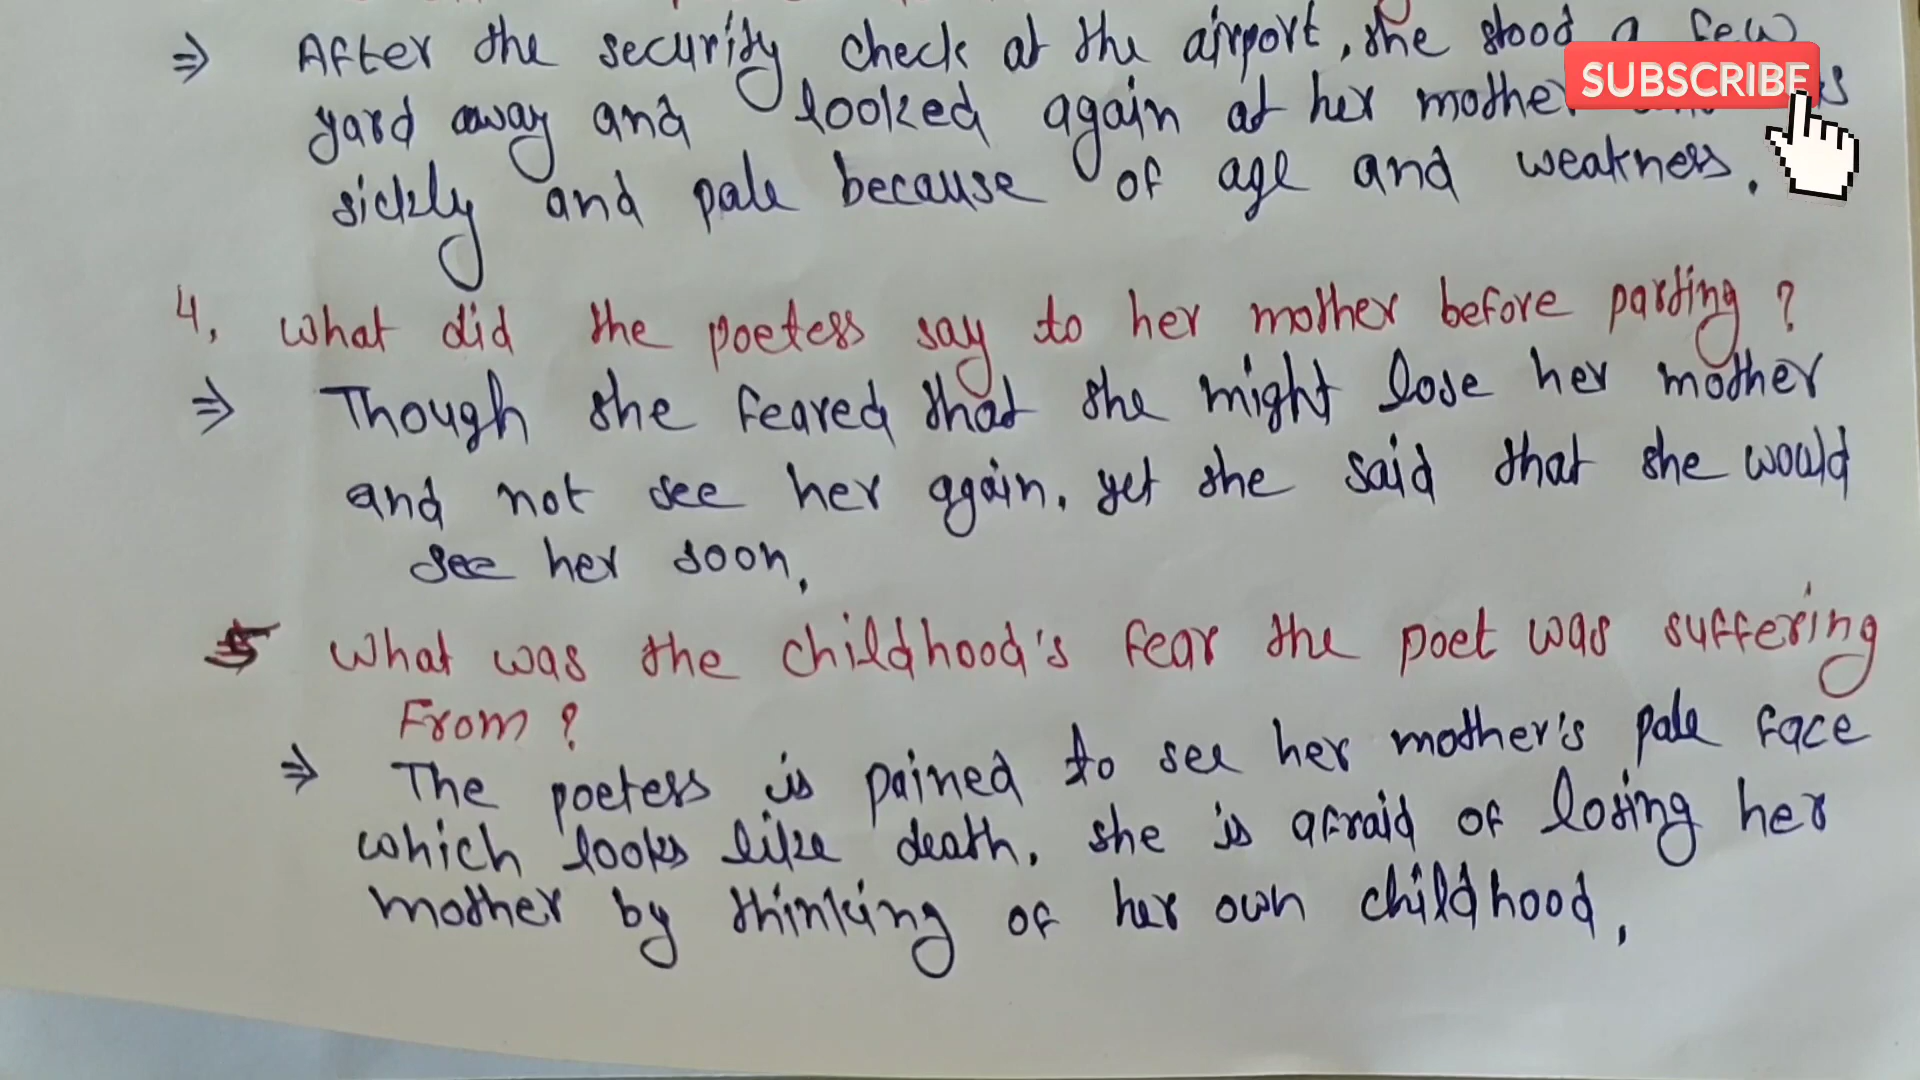 ⇒ After the security check at the airport, she stood a few
SUBSCRIBE
yard away and looked again at her mother
sickly and pale because of age and weakness.
4. What did the poetess say to her mother before parting ?
⇒ Though she feared that she might lose her mother
and not see her again. yet she said that she would
see her soon.
5 What was the childhood's fear the poet was suffering
From ?
⇒ The poetess is pained to see her mother's pale face
which looks like death. she is afraid of losing her
mother by thinking of her own childhood.